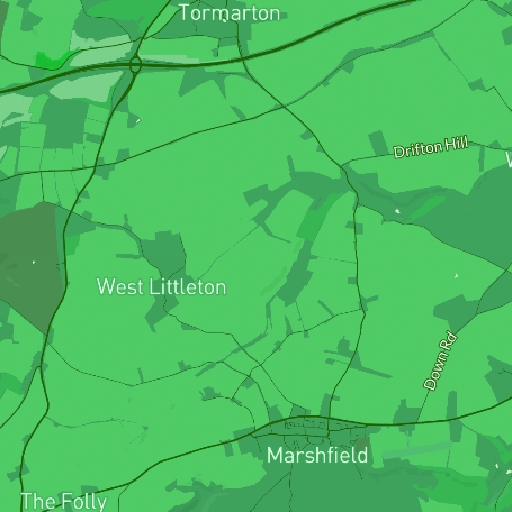 Tormarton
Drifton Hill
West Littleton
Down Rd
Marshfield
The Folly